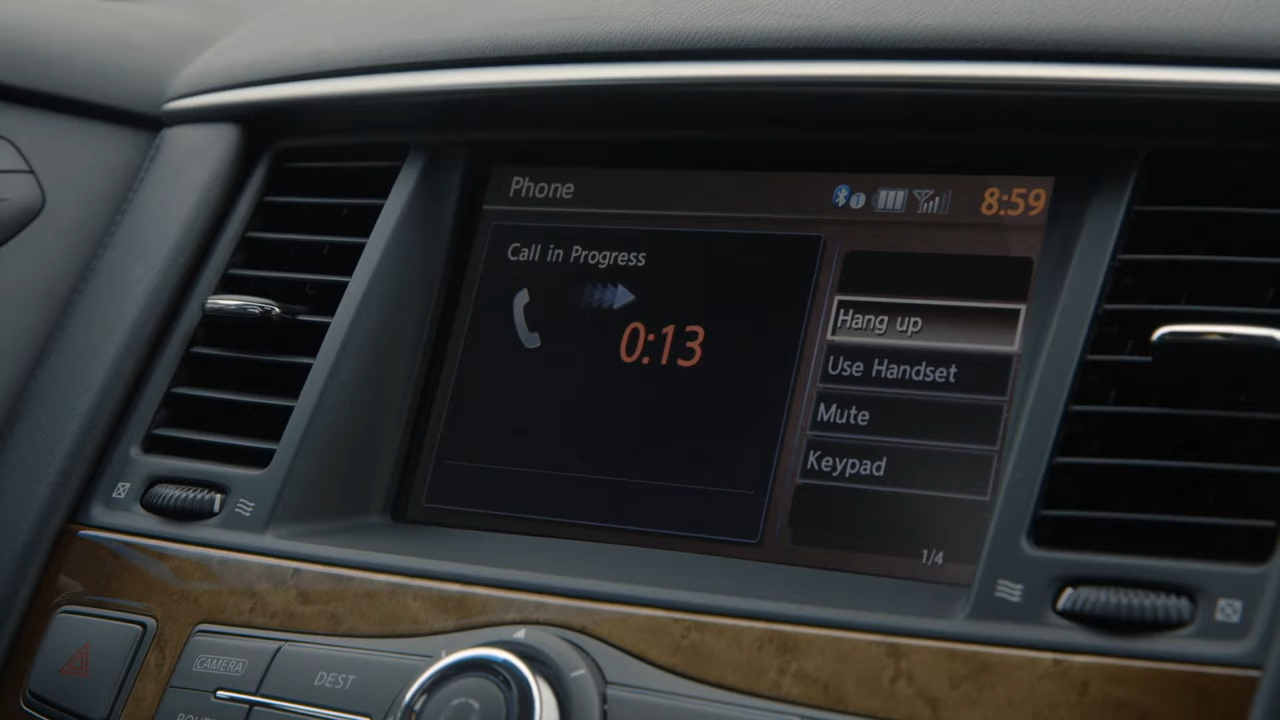 Phone
8:59
Call in Progress
0:13
Hang up
Use Handset
Mute
Keypad
1/4
CAMERA
DEST